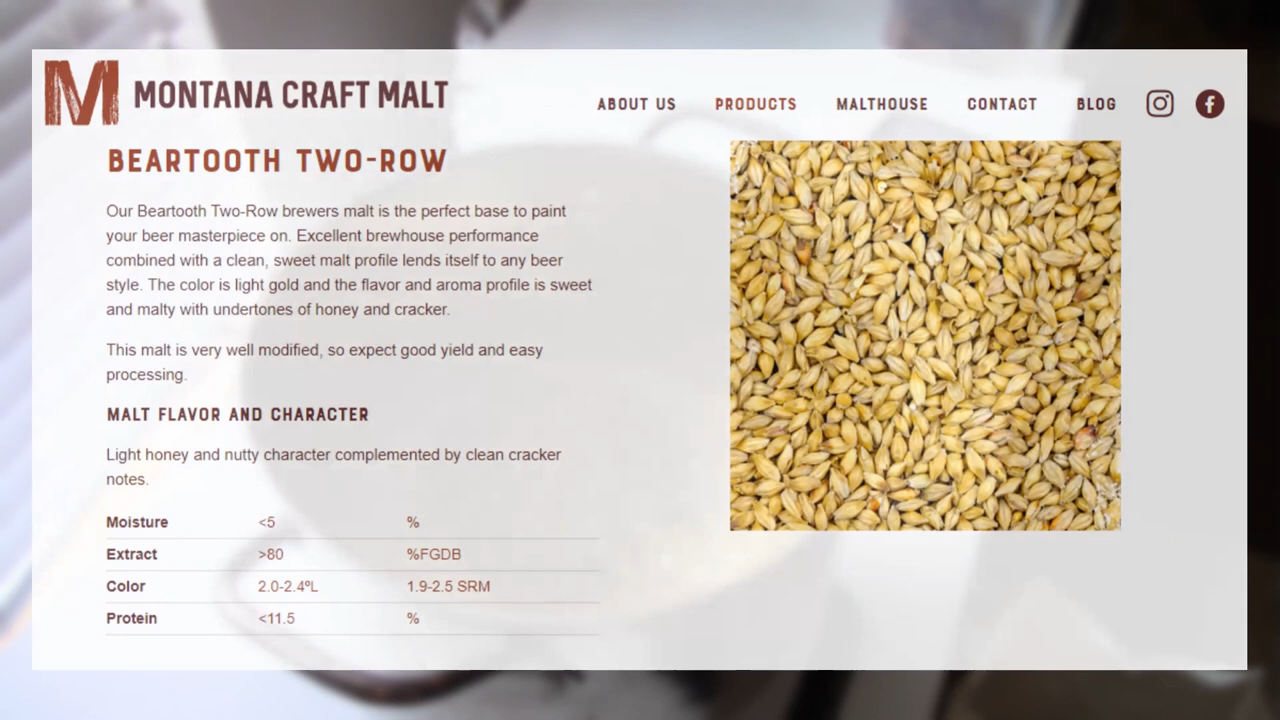 M MONTANA CRAFT MALT
ABOUT US PRODUCTS MALTHOUSE CONTACT BLOG
BEARTOOTH TWO-ROW
Our Beartooth Two-Row brewers malt is the perfect base to paint
your beer masterpiece on. Excellent brewhouse performance
combined with a clean, sweet malt profile lends itself to any beer
style. The color is light gold and the flavor and aroma profile is sweet
and malty with undertones of honey and cracker.
This malt is very well modified, so expect good yield and easy
processing.
MALT FLAVOR AND CHARACTER
Light honey and nutty character complemented by clean cracker
notes.
Moisture <5 %
Extract >80 %FGDB
Color 2.0-2.4ºL 1.9-2.5 SRM
Protein <11.5 %